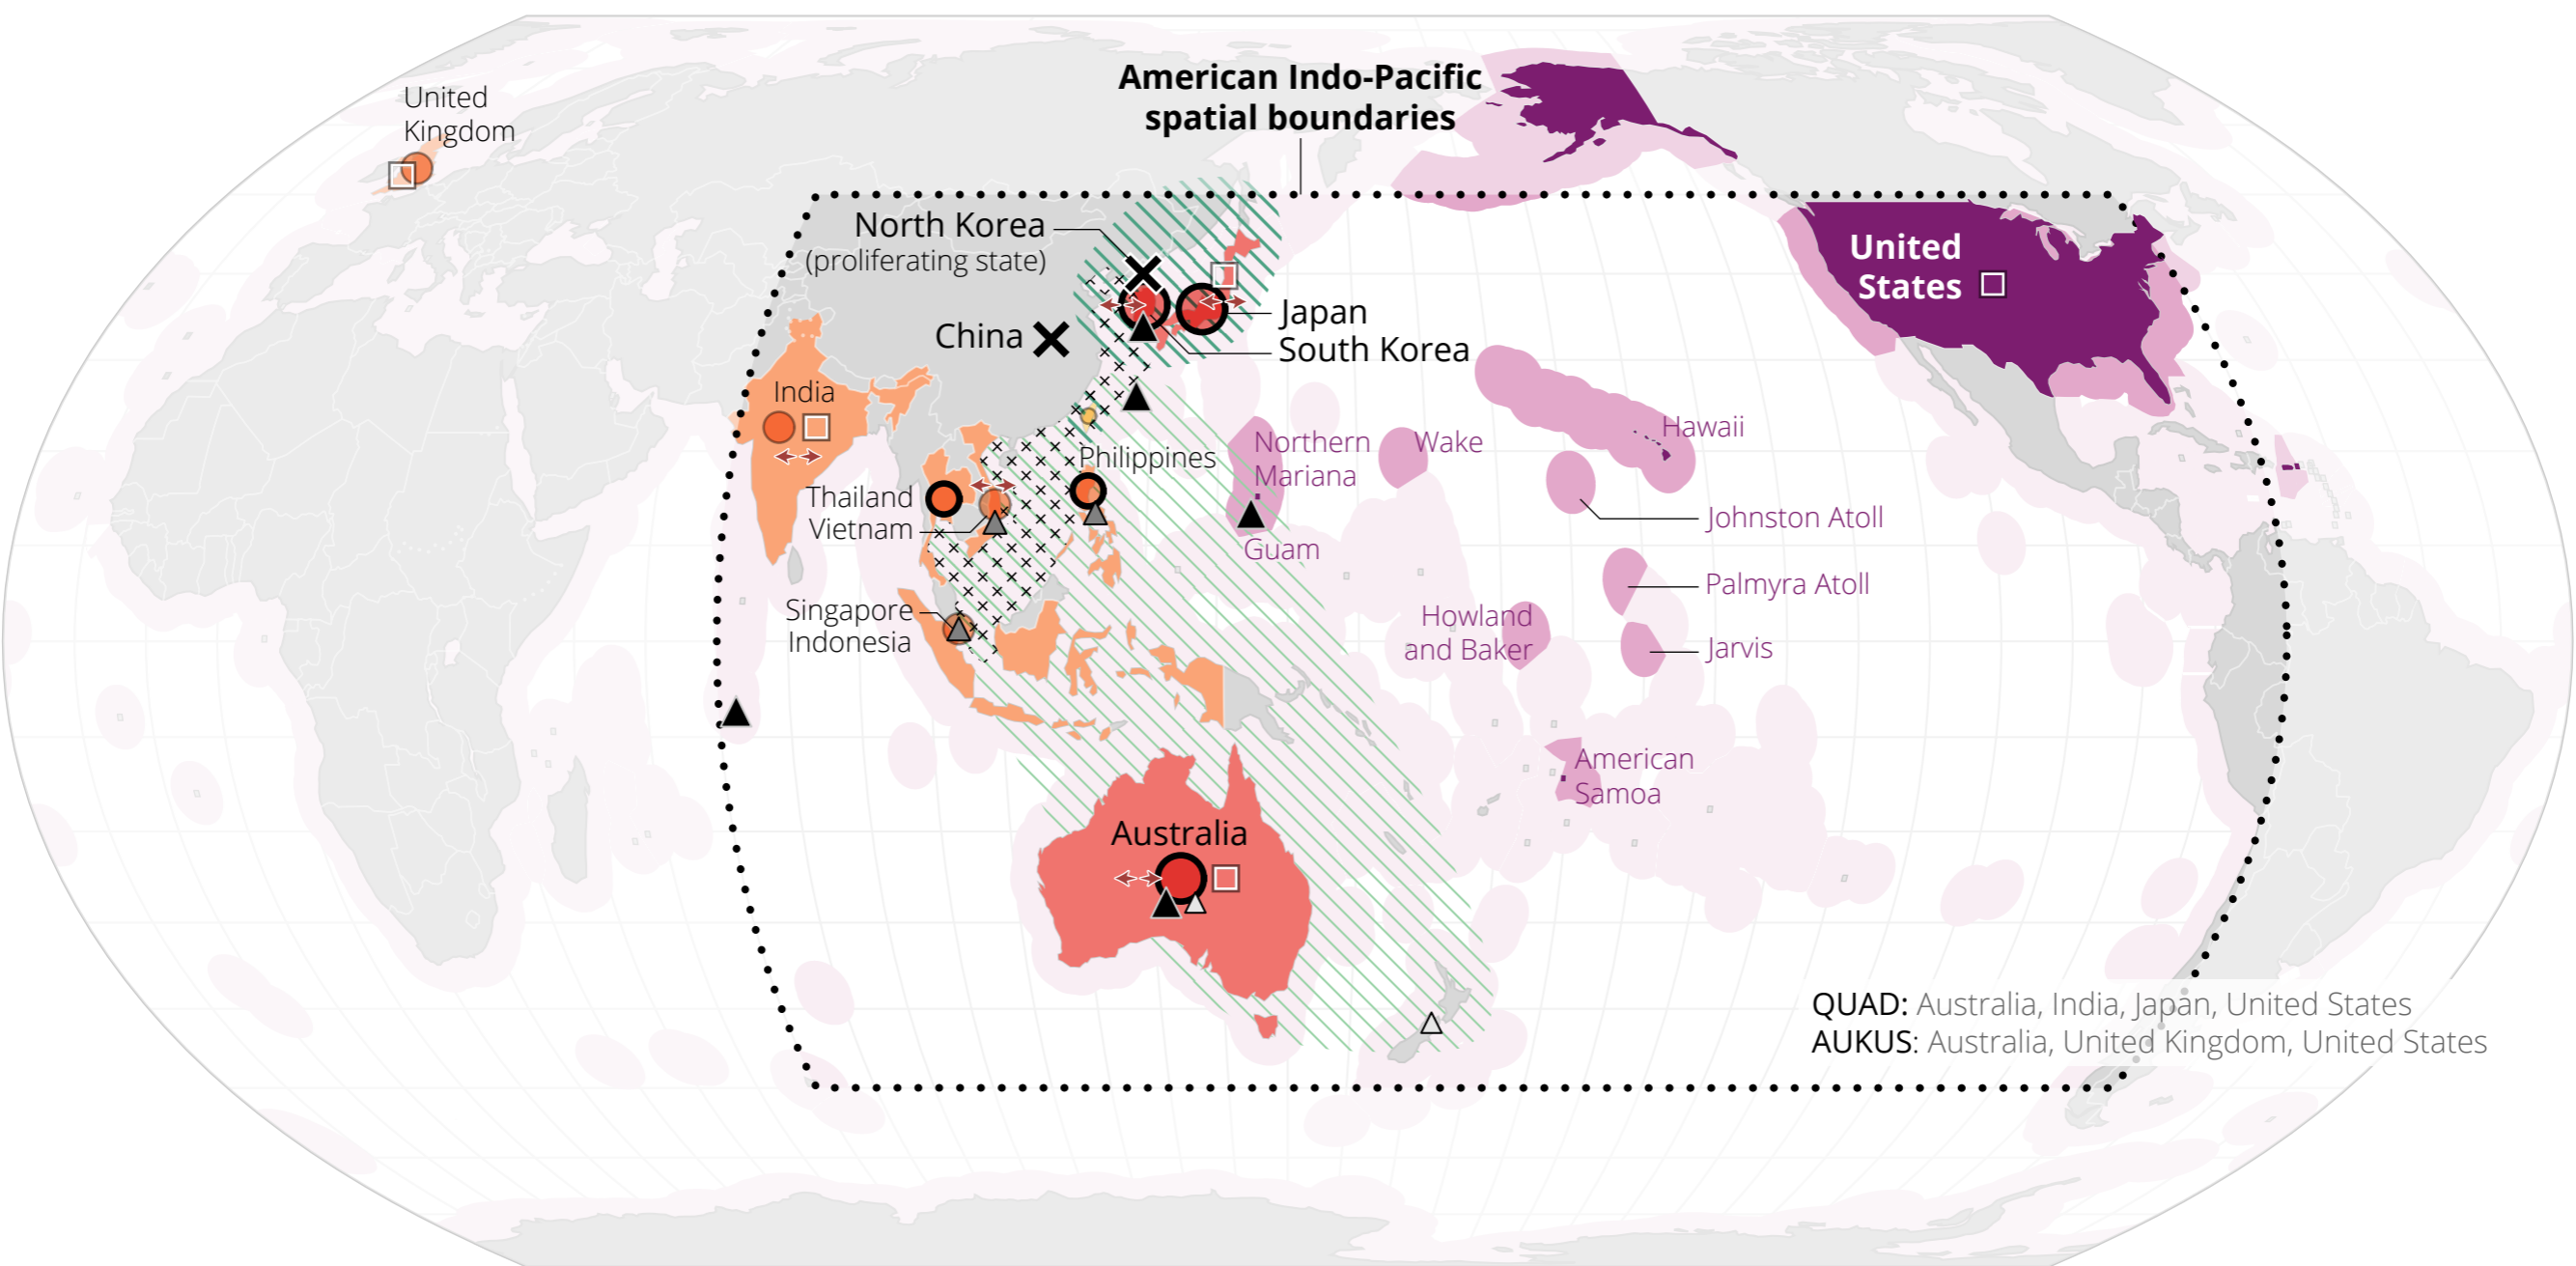 United
Kingdom
American Indo-Pacific
spatial boundaries
North Korea
(proliferating state)
United
States
China
Japan
South Korea
India
Hawaii
Northern
Mariana
Wake
Philippines
Thailand
Vietnam
Johnston Atoll
Guam
Palmyra Atoll
Singapore
Indonesia
Howland
and Baker
Jarvis
American
Samoa
Australia
QUAD: Australia, India, Japan, United States
AUKUS: Australia, United Kingdom, United States